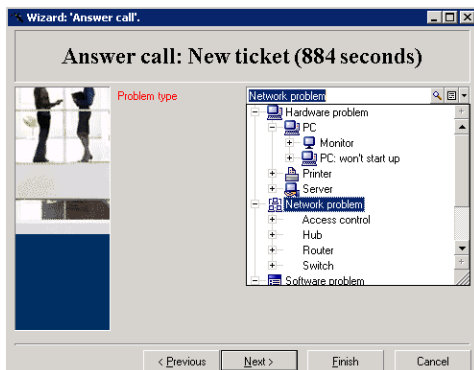 Wizard: 'Answer call'.
Answer call: New ticket (884 seconds)
Problem type
Network problem
Hardware problem
PC
Monitor
PC: won't start up
Printer
Server
Network problem
Access control
Hub
Router
Switch
Software problem
< Previous
Next >
Finish
Cancel